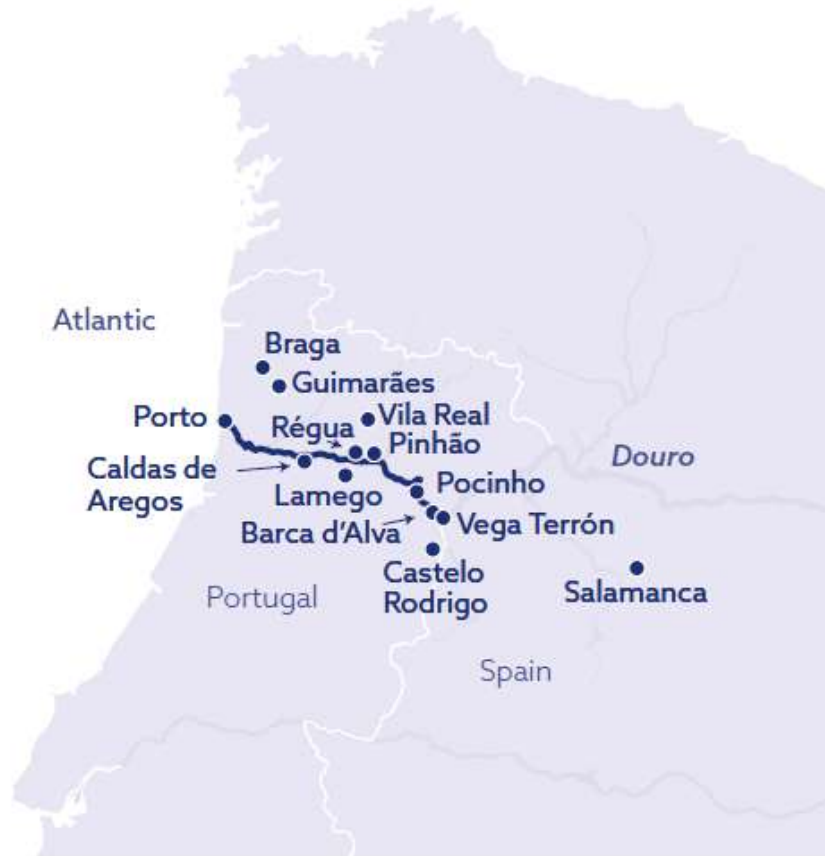 Atlantic
Braga
Guimarães
Porto
Régua
Vila Real
Pinhão
Douro
Caldas de
Aregos
Lamego
Pocinho
Barca d'Alva
Vega Terrón
Castelo
Rodrigo
Salamanca
Portugal
Spain